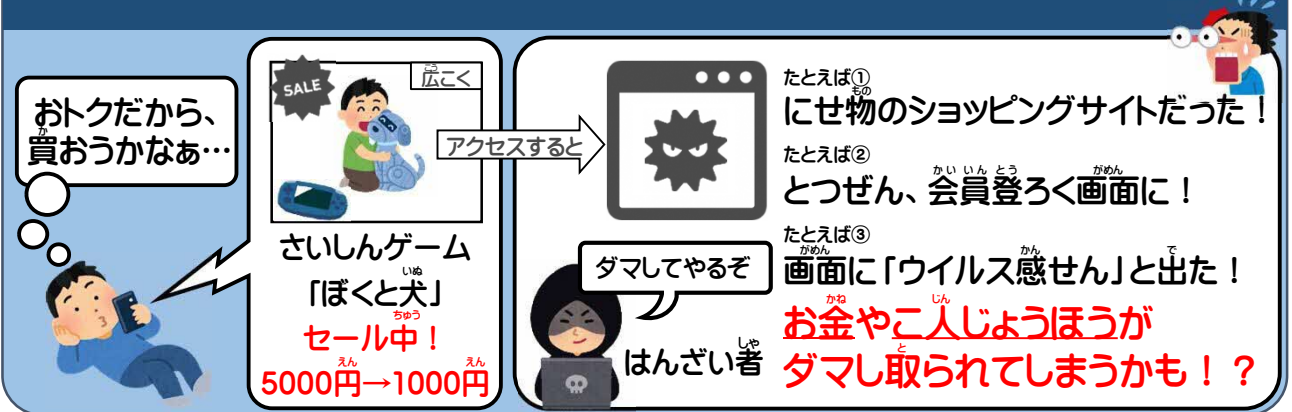 おトクだから、
買おうかなぁ…
SALE
広こく
さいしんゲーム
「ぼくと犬」
セール中！
5000円→1000円
アクセスすると
たとえば①
にせ物のショッピングサイトだった！
たとえば②
とつぜん、会員登ろく画面に！
たとえば③
画面に「ウイルス感せん」と出た！
ダマしてやるぞ
はんざい者
お金やこ人じょうほうが
ダマし取られてしまうかも！？